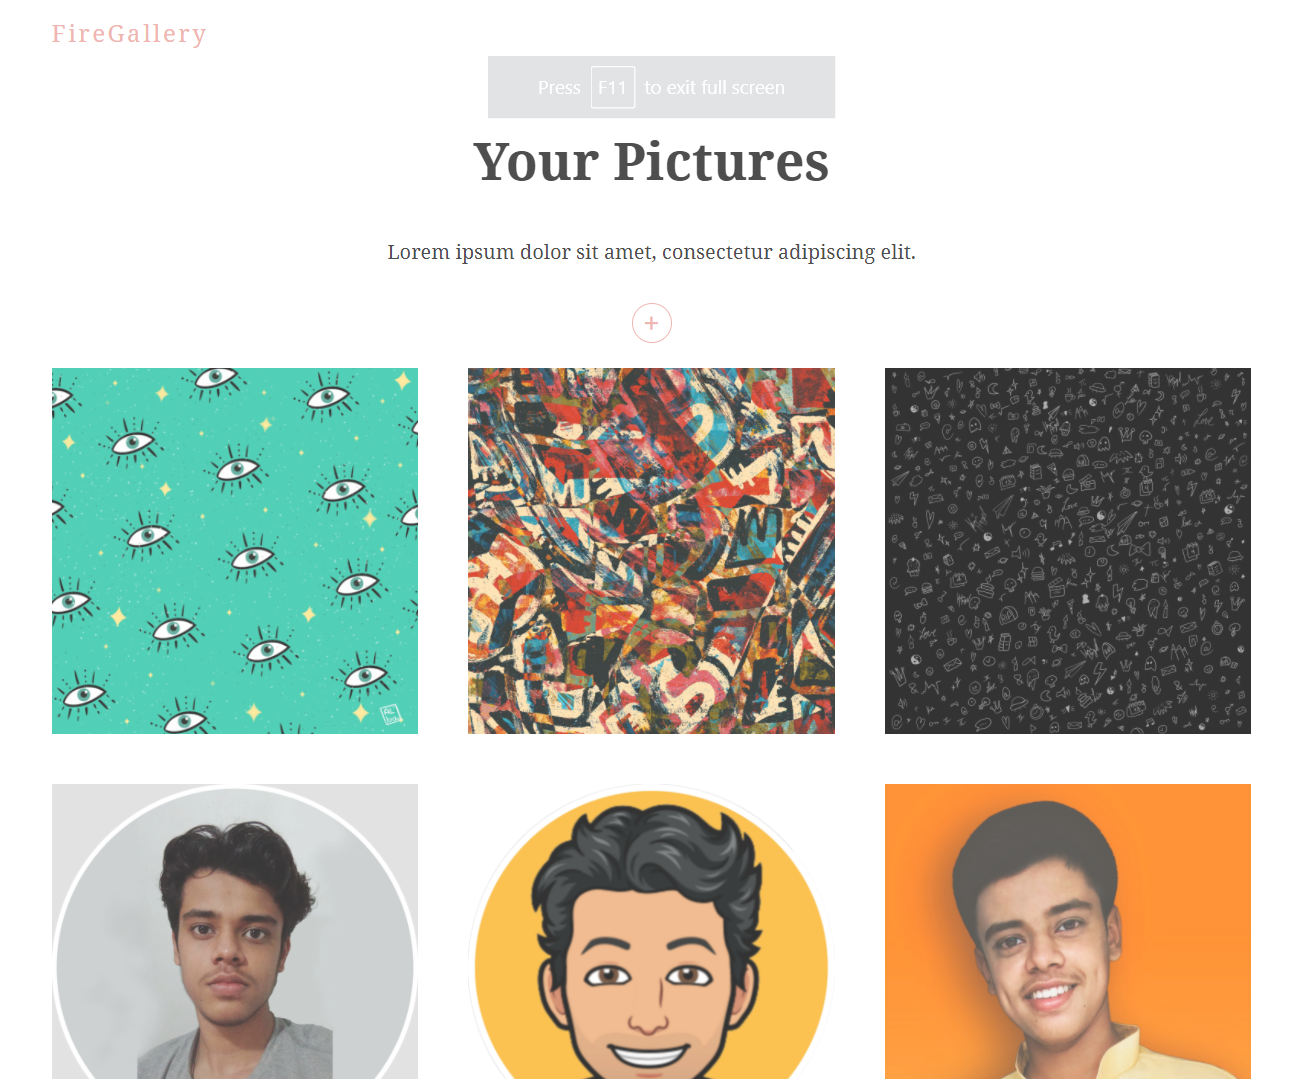 FireGallery
Press F11 to exit full screen
Your Pictures
Lorem ipsum dolor sit amet, consectetur adipiscing elit.
+